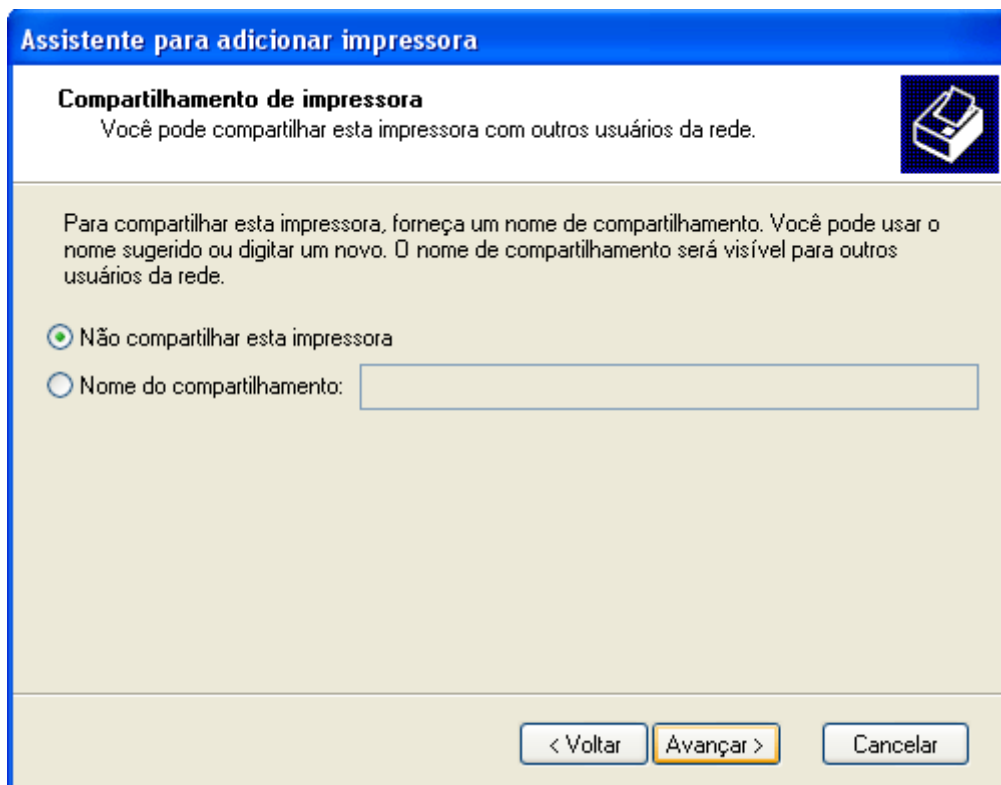 Assistente para adicionar impressora
Compartilhamento de impressora
Você pode compartilhar esta impressora com outros usuários da rede.
Para compartilhar esta impressora, forneça um nome de compartilhamento. Você pode usar o
nome sugerido ou digitar um novo. O nome de compartilhamento será visível para outros
usuários da rede.
Não compartilhar esta impressora
Nome do compartilhamento:
< Voltar Avançar > Cancelar